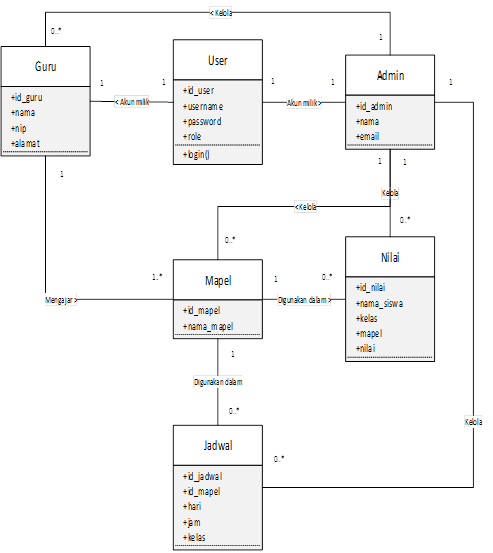 < Kelola
0..*
1
Guru
+id_guru
+nama
+nip
+alamat
1
< Akun milik
1
User
+id_user
+username
+password
+role
+login()
1
Akun milik >
1
Admin
+id_admin
+nama
+email
1
1
1
1
Kelola
< Kelola
0..*
0..*
Mengajar >
1..*
Mapel
+id_mapel
+nama_mapel
1
Digunakan dalam >
0..*
Nilai
+id_nilai
+nama_siswa
+kelas
+mapel
+nilai
1
Digunakan dalam
0..*
Kelola
0..*
Jadwal
+id_jadwal
+id_mapel
+hari
+jam
+kelas